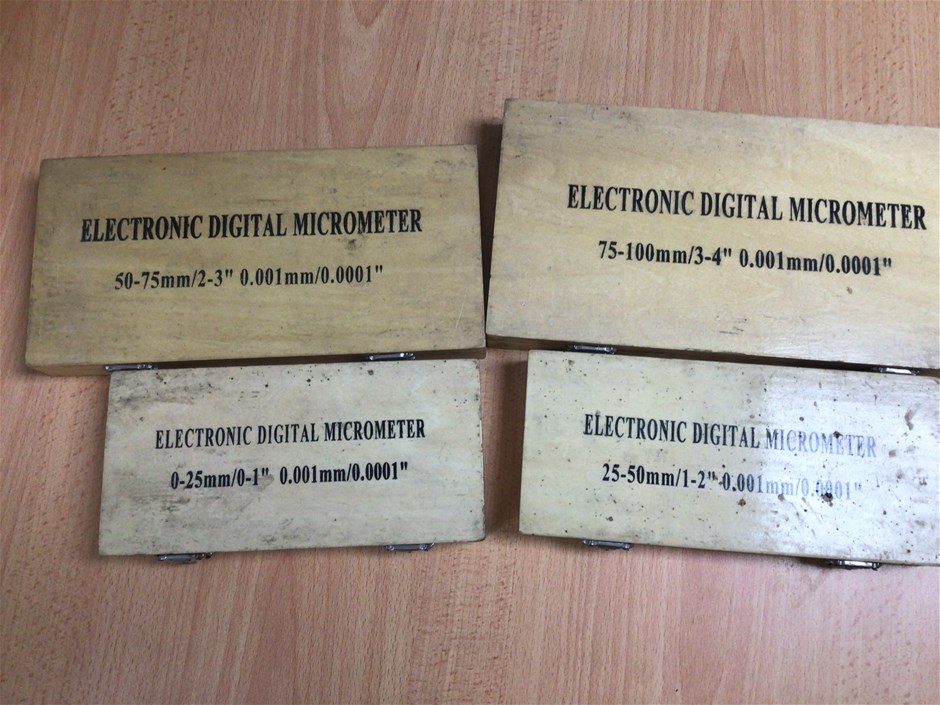 ELECTRONIC DIGITAL MICROMETER
50-75mm/2-3" 0.001mm/0.0001"
ELECTRONIC DIGITAL MICROMETER
75-100mm/3-4" 0.001mm/0.0001"
ELECTRONIC DIGITAL MICROMETER
0-25mm/0-1" 0.001mm/0.0001"
ELECTRONIC DIGITAL MICROMETER
25-50mm/1-2" 0.001mm/0.0001"